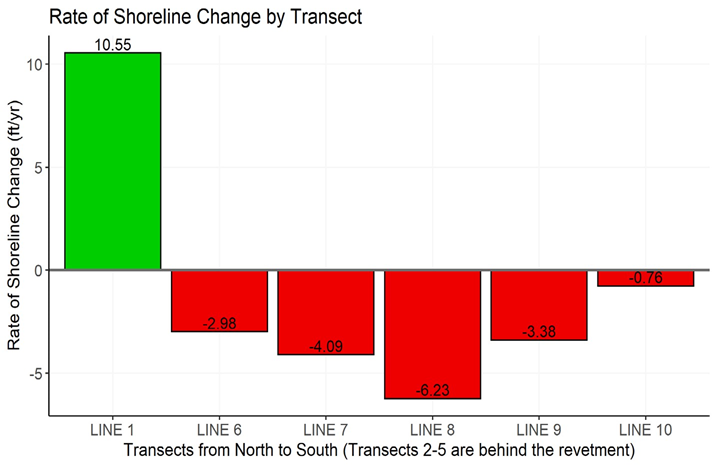 Rate of Shoreline Change by Transect
Rate of Shoreline Change (ft/yr)
10
5
0
-5
10.55
-2.98
-4.09
-6.23
-3.38
-0.76
LINE 1
LINE 6
LINE 7
LINE 8
LINE 9
LINE 10
Transects from North to South (Transects 2-5 are behind the revetment)